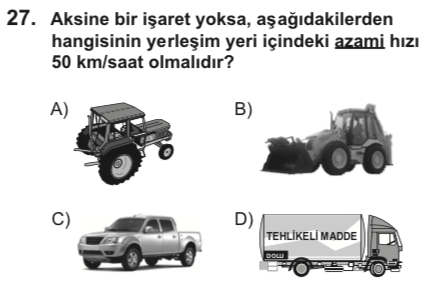 27. Aksine bir işaret yoksa, aşağıdakilerden
hangisinin yerleşim yeri içindeki azami hızı
50 km/saat olmalıdır?
A)
B)
C)
D)
TEHLİKELİ MADDE
DOLU